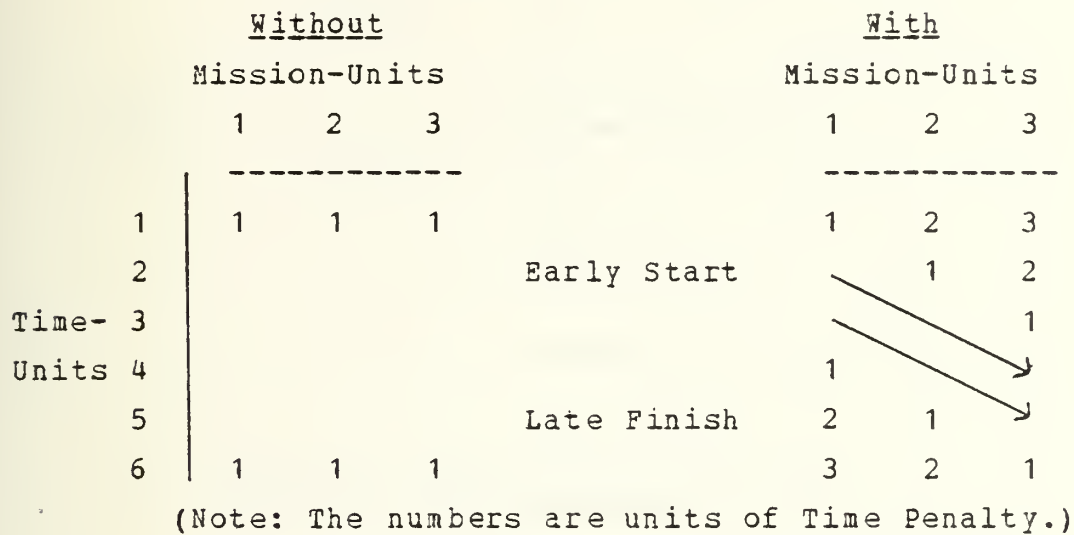 Without With
Mission-Units Mission-Units
1 2 3 1 2 3
1 1 1 1 1 2 3
2 Early Start 1 2
Time- 3 1
Units 4 1
5 Late Finish 2 1
6 1 1 1 3 2 1
(Note: The numbers are units of Time Penalty.)